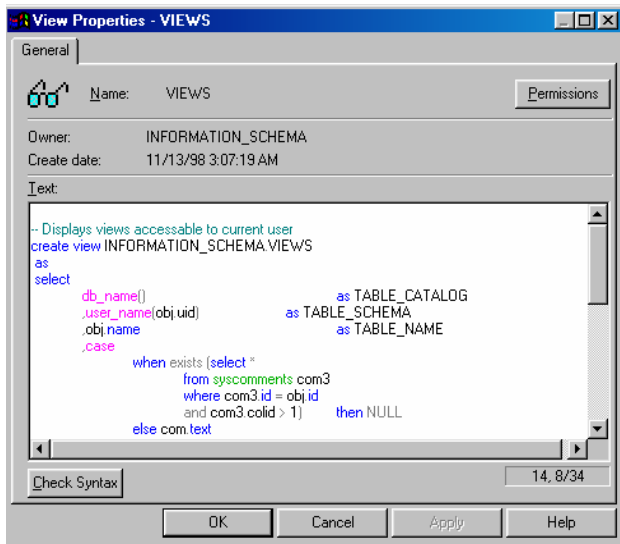 View Properties - VIEWS
General
Name: VIEWS
Permissions
Owner: INFORMATION_SCHEMA
Create date: 11/13/98 3:07:19 AM
Text:
-- Displays views accessable to current user
create view INFORMATION_SCHEMA.VIEWS
as
select
db_name() as TABLE_CATALOG
,user_name(obj.uid) as TABLE_SCHEMA
,obj.name as TABLE_NAME
,case
when exists (select *
from syscomments com3
where com3.id = obj.id
and com3.colid > 1) then NULL
else com.text
Check Syntax
14, 8/34
OK Cancel Apply Help